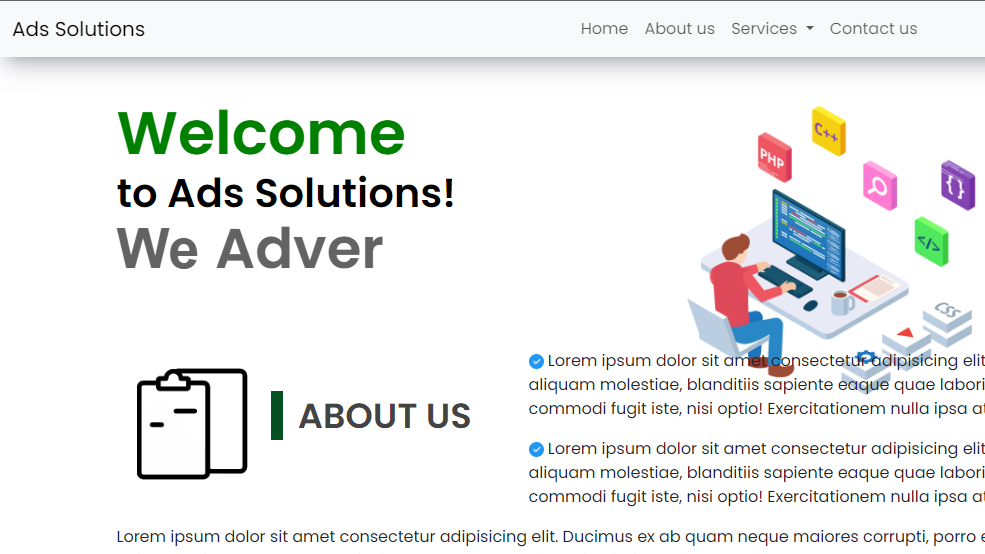 Ads Solutions
Home About us Services Contact us
Welcome
to Ads Solutions!
We Adver
PHP
C++
{}
</>
CSS
ABOUT US
Lorem ipsum dolor sit amet consectetur adipisicing elit
aliquam molestiae, blanditiis sapiente eaque quae labori
commodi fugit iste, nisi optio! Exercitationem nulla ipsa at
Lorem ipsum dolor sit amet consectetur adipisicing elit
aliquam molestiae, blanditiis sapiente eaque quae labori
commodi fugit iste, nisi optio! Exercitationem nulla ipsa at
Lorem ipsum dolor sit amet consectetur adipisicing elit. Ducimus ex ab quam neque maiores corrupti, porro e